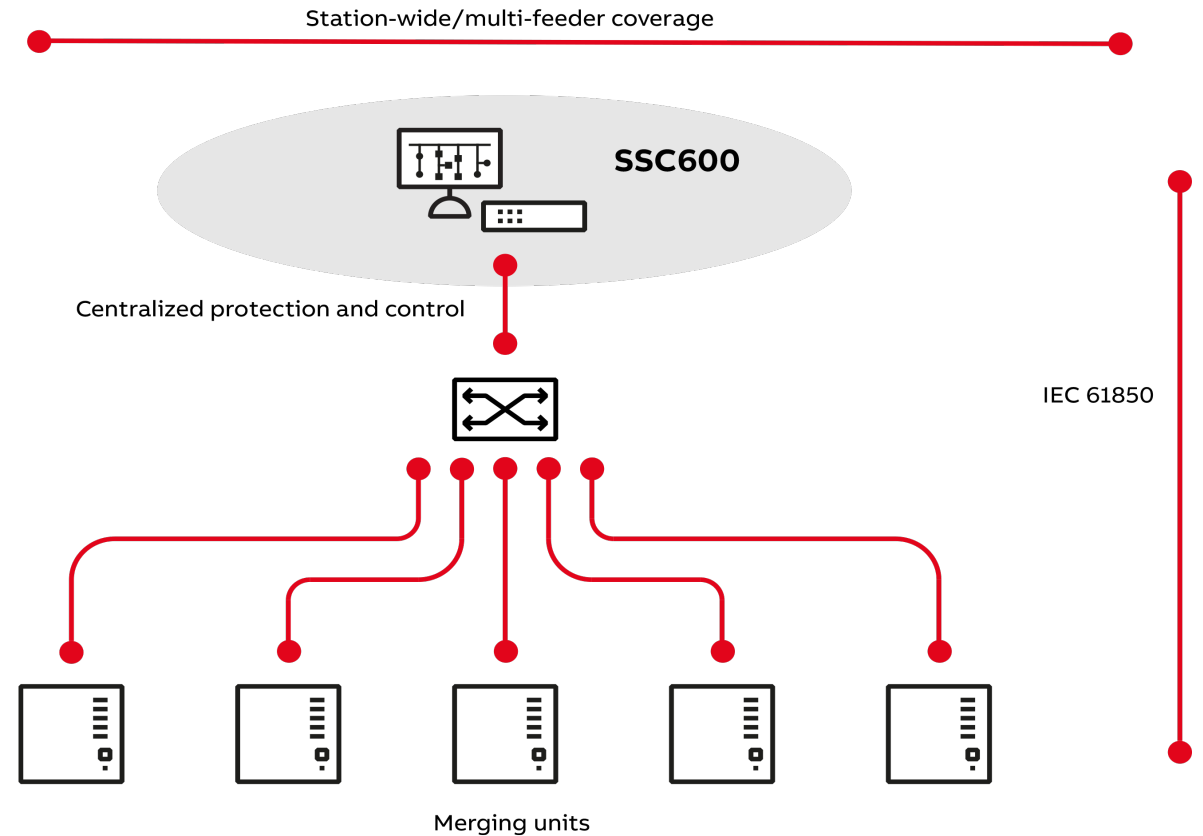 Station-wide/multi-feeder coverage
SSC600
Centralized protection and control
IEC 61850
Merging units